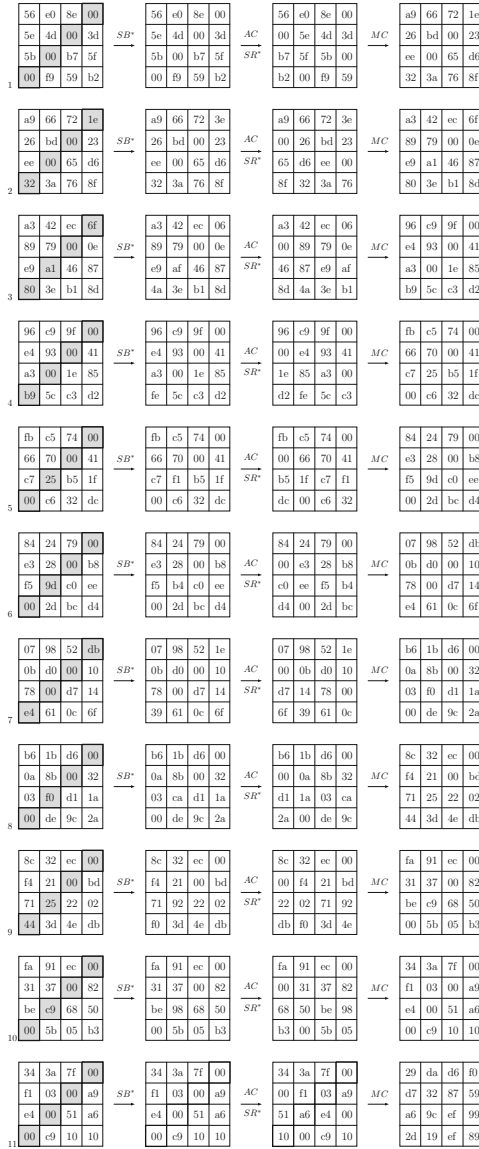 56 e0 8e 00 56 e0 8e 00 56 e0 8e 00 a9 66 72 1e
5e 4d 00 3d SB* 5e 4d 00 3d AC 00 5e 4d 3d MC 26 bd 00 23
5b 00 b7 5f 5b 00 b7 5f SR* b7 5f 5b 00 ee 00 65 d6
1 00 f9 59 b2 00 f9 59 b2 b2 00 f9 59 32 3a 76 8f
a9 66 72 1e a9 66 72 3e a9 66 72 3e a3 42 ec 6f
26 bd 00 23 SB* 26 bd 00 23 AC 00 26 bd 23 MC 89 79 00 0e
ee 00 65 d6 ee 00 65 d6 SR* 65 d6 ee 00 e9 a1 46 87
2 32 3a 76 8f 32 3a 76 8f 8f 32 3a 76 80 3e b1 8d
a3 42 ec 6f a3 42 ec 06 a3 42 ec 06 96 c9 9f 00
89 79 00 0e SB* 89 79 00 0e AC 00 89 79 0e MC e4 93 00 41
e9 a1 46 87 e9 af 46 87 SR* 46 87 e9 af a3 00 1e 85
3 80 3e b1 8d 4a 3e b1 8d 8d 4a 3e b1 b9 5c c3 d2
96 c9 9f 00 96 c9 9f 00 96 c9 9f 00 fb c5 74 00
e4 93 00 41 SB* e4 93 00 41 AC 00 e4 93 41 MC 66 70 00 41
a3 00 1e 85 a3 00 1e 85 SR* 1e 85 a3 00 c7 25 b5 1f
4 b9 5c c3 d2 fe 5c c3 d2 d2 fe 5c c3 00 c6 32 dc
fb c5 74 00 fb c5 74 00 fb c5 74 00 84 24 79 00
66 70 00 41 SB* 66 70 00 41 AC 00 66 70 41 MC e3 28 00 b8
c7 25 b5 1f c7 f1 b5 1f SR* b5 1f c7 f1 f5 9d c0 ee
5 00 c6 32 dc 00 c6 32 dc dc 00 c6 32 00 2d bc d4
84 24 79 00 84 24 79 00 84 24 79 00 07 98 52 db
e3 28 00 b8 SB* e3 28 00 b8 AC 00 e3 28 b8 MC 0b d0 00 10
f5 9d c0 ee f5 b4 c0 ee SR* c0 ee f5 b4 78 00 d7 14
6 00 2d bc d4 00 2d bc d4 d4 00 2d bc e4 61 0c 6f
07 98 52 db 07 98 52 1e 07 98 52 1e b6 1b d6 00
0b d0 00 10 SB* 0b d0 00 10 AC 00 0b d0 10 MC 0a 8b 00 32
78 00 d7 14 78 00 d7 14 SR* d7 14 78 00 03 f0 d1 1a
7 e4 61 0c 6f 39 61 0c 6f 6f 39 61 0c 00 de 9c 2a
b6 1b d6 00 b6 1b d6 00 b6 1b d6 00 8c 32 ec 00
0a 8b 00 32 SB* 0a 8b 00 32 AC 00 0a 8b 32 MC f4 21 00 bd
03 f0 d1 1a 03 ca d1 1a SR* d1 1a 03 ca 71 25 22 02
8 00 de 9c 2a 00 de 9c 2a 2a 00 de 9c 44 3d 4e db
8c 32 ec 00 8c 32 ec 00 8c 32 ec 00 fa 91 ec 00
f4 21 00 bd SB* f4 21 00 bd AC 00 f4 21 bd MC 31 37 00 82
71 25 22 02 71 92 22 02 SR* 22 02 71 92 be c9 68 50
9 44 3d 4e db f0 3d 4e db db f0 3d 4e 00 5b 05 b3
fa 91 ec 00 fa 91 ec 00 fa 91 ec 00 34 3a 7f 00
31 37 00 82 SB* 31 37 00 82 AC 00 31 37 82 MC f1 03 00 a9
be c9 68 50 be 98 68 50 SR* 68 50 be 98 e4 00 51 a6
10 00 5b 05 b3 00 5b 05 b3 b3 00 5b 05 00 c9 10 10
34 3a 7f 00 34 3a 7f 00 34 3a 7f 00 29 da d6 f0
f1 03 00 a9 SB* f1 03 00 a9 AC 00 f1 03 a9 MC d7 32 87 59
e4 00 51 a6 e4 00 51 a6 SR* 51 a6 e4 00 a6 9c ef 99
11 00 c9 10 10 00 c9 10 10 10 00 c9 10 2d 19 ef 89